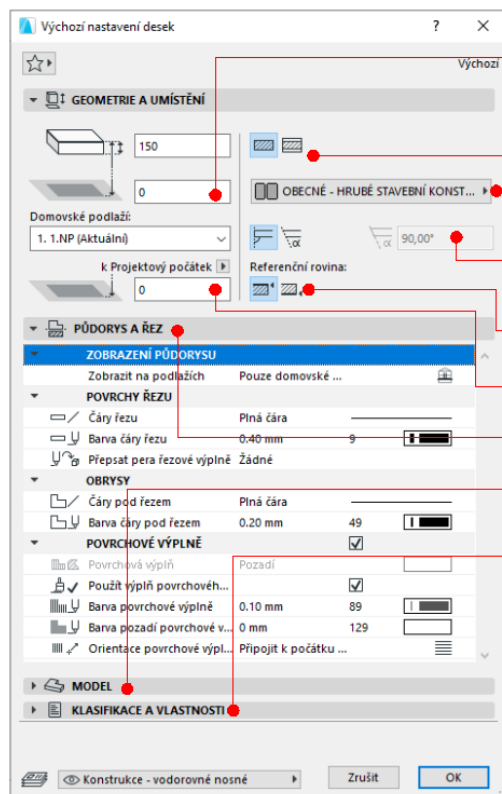 Výchozí nastavení desek ? ×
Výchozí
GEOMETRIE A UMÍSTĚNÍ
150
0
OBECNÉ - HRUBÉ STAVEBNÍ KONST...
Domovské podlaží:
1. 1.NP (Aktuální)
α α 90,00°
k Projektový počátek
Referenční rovina:
0
PŮDORYS A ŘEZ
ZOBRAZENÍ PŮDORYSU
Zobrazit na podlažích Pouze domovské ...
POVRCHY ŘEZU
Čáry řezu Plná čára
Barva čáry řezu 0.40 mm 9
Přepsat pera řezové výplně Žádné
OBRYSY
Čáry pod řezem Plná čára
Barva čáry pod řezem 0.20 mm 49
POVRCHOVÉ VÝPLNĚ
Povrchová výplň Pozadí
Použít výplň povrchovéh...
Barva povrchové výplně 0.10 mm 89
Barva pozadí povrchové v... 0 mm 129
Orientace povrchové výpl... Připojit k počátku ...
MODEL
KLASIFIKACE A VLASTNOSTI
Konstrukce - vodorovné nosné
Zrušit
OK